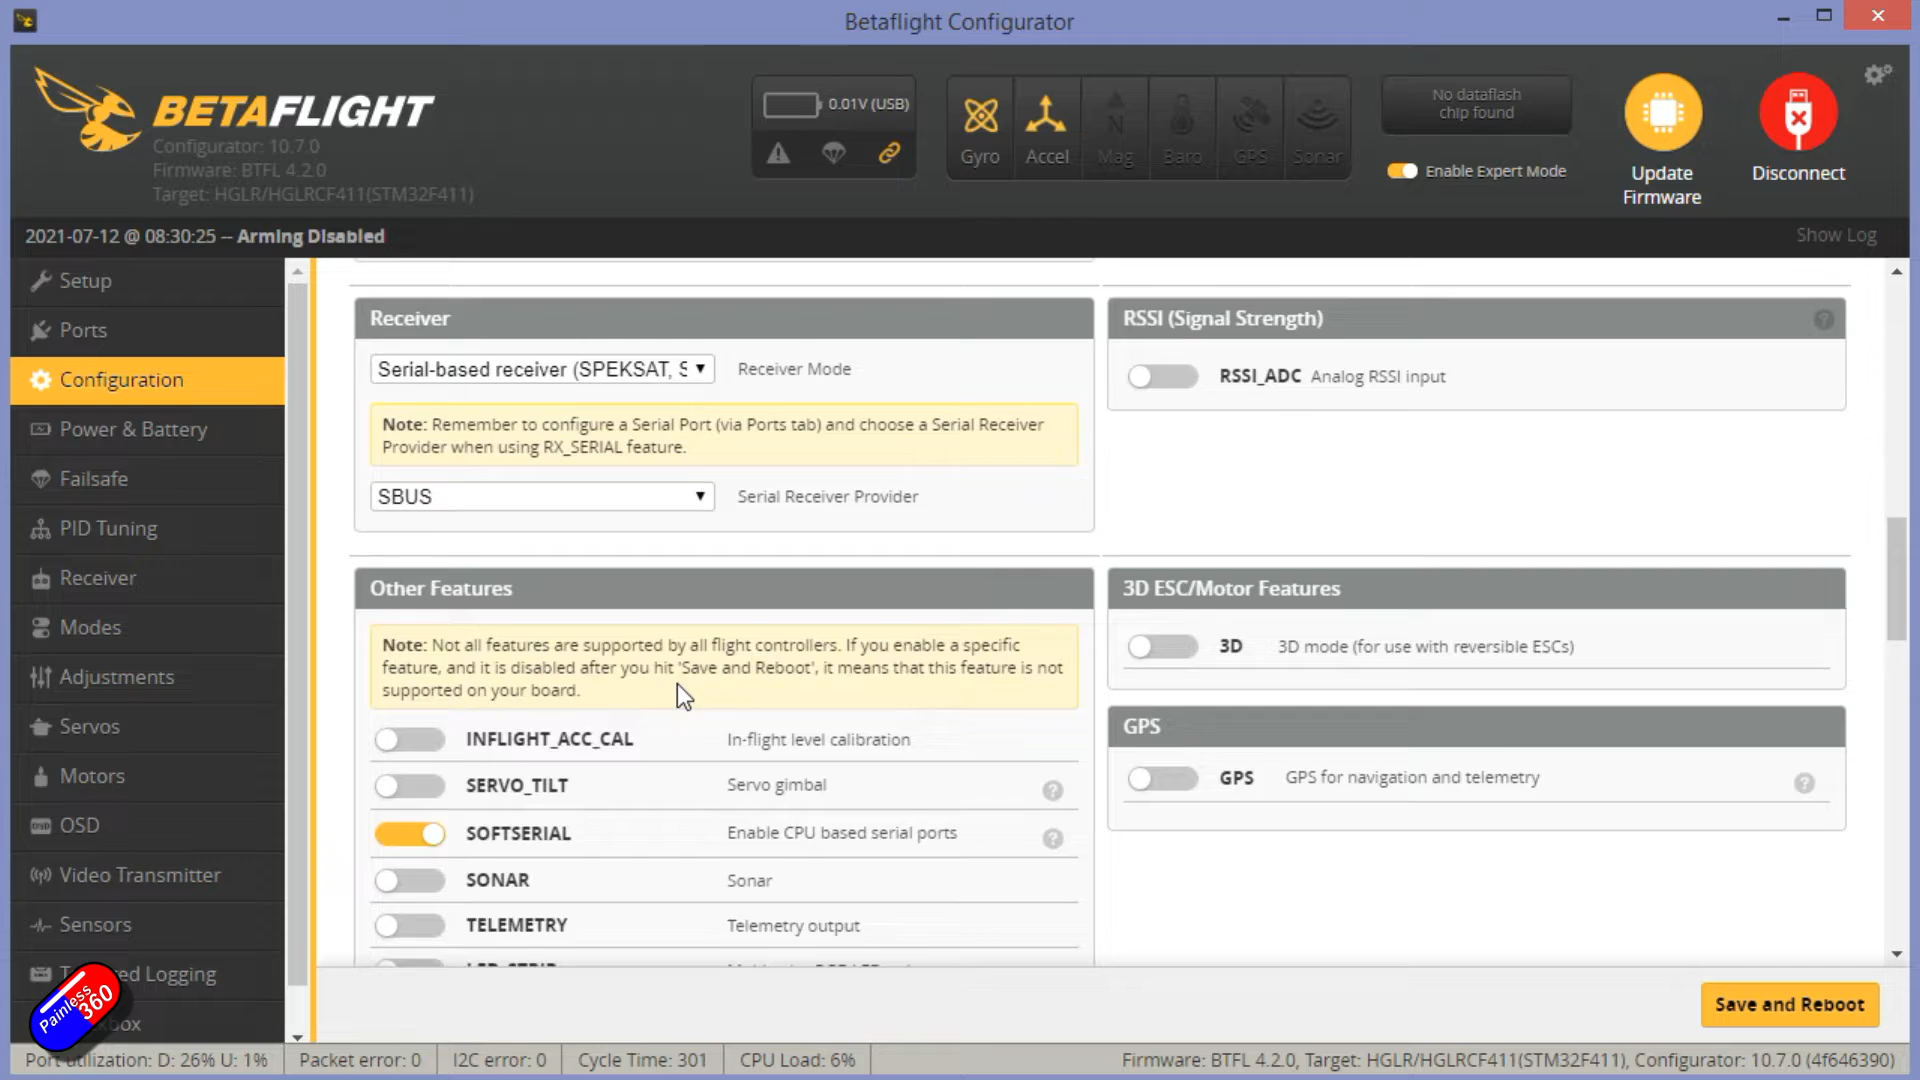 Betaflight Configurator
BETAFLIGHT
Configurator: 10.7.0
Firmware: BTFL 4.2.0
Target: HGLR/HGLRCF411(STM32F411)
0.01V (USB)
Gyro
Accel
Mag
Baro
GPS
Sonar
No dataflash
chip found
Enable Expert Mode
Update
Firmware
Disconnect
2021-07-12 @ 08:30:25 -- Arming Disabled
Show Log
Setup
Ports
Configuration
Power & Battery
Failsafe
PID Tuning
Receiver
Modes
Adjustments
Servos
Motors
OSD
Video Transmitter
Sensors
Logging
Painless
360
Receiver
Serial-based receiver (SPEKSAT, S
Receiver Mode
Note: Remember to configure a Serial Port (via Ports tab) and choose a Serial Receiver
Provider when using RX_SERIAL feature.
SBUS
Serial Receiver Provider
RSSI (Signal Strength)
RSSI_ADC Analog RSSI input
Other Features
Note: Not all features are supported by all flight controllers. If you enable a specific
feature, and it is disabled after you hit 'Save and Reboot', it means that this feature is not
supported on your board.
INFLIGHT_ACC_CAL In-flight level calibration
SERVO_TILT Servo gimbal
SOFTSERIAL Enable CPU based serial ports
SONAR Sonar
TELEMETRY Telemetry output
3D ESC/Motor Features
3D 3D mode (for use with reversible ESCs)
GPS
GPS GPS for navigation and telemetry
Save and Reboot
Port utilization: D: 26% U: 1%
Packet error: 0
I2C error: 0
Cycle Time: 301
CPU Load: 6%
Firmware: BTFL 4.2.0, Target: HGLR/HGLRCF411(STM32F411), Configurator: 10.7.0 (4f646390)